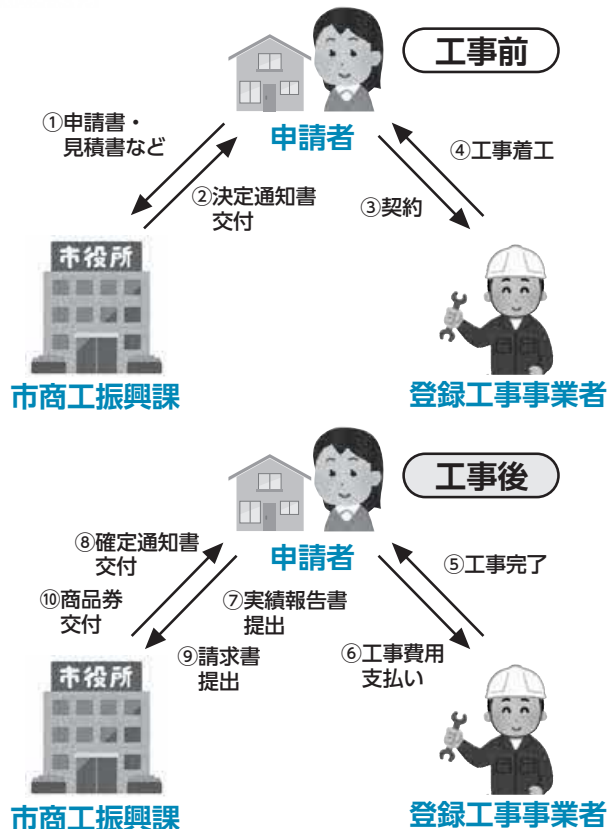 工事前
申請者
①申請書・
見積書など
②決定通知書
交付
③契約
④工事着工
市役所
市商工振興課
登録工事事業者
工事後
申請者
⑧確定通知書
交付
⑩商品券
交付
⑦実績報告書
提出
⑨請求書
提出
⑤工事完了
⑥工事費用
支払い
市役所
市商工振興課
登録工事事業者